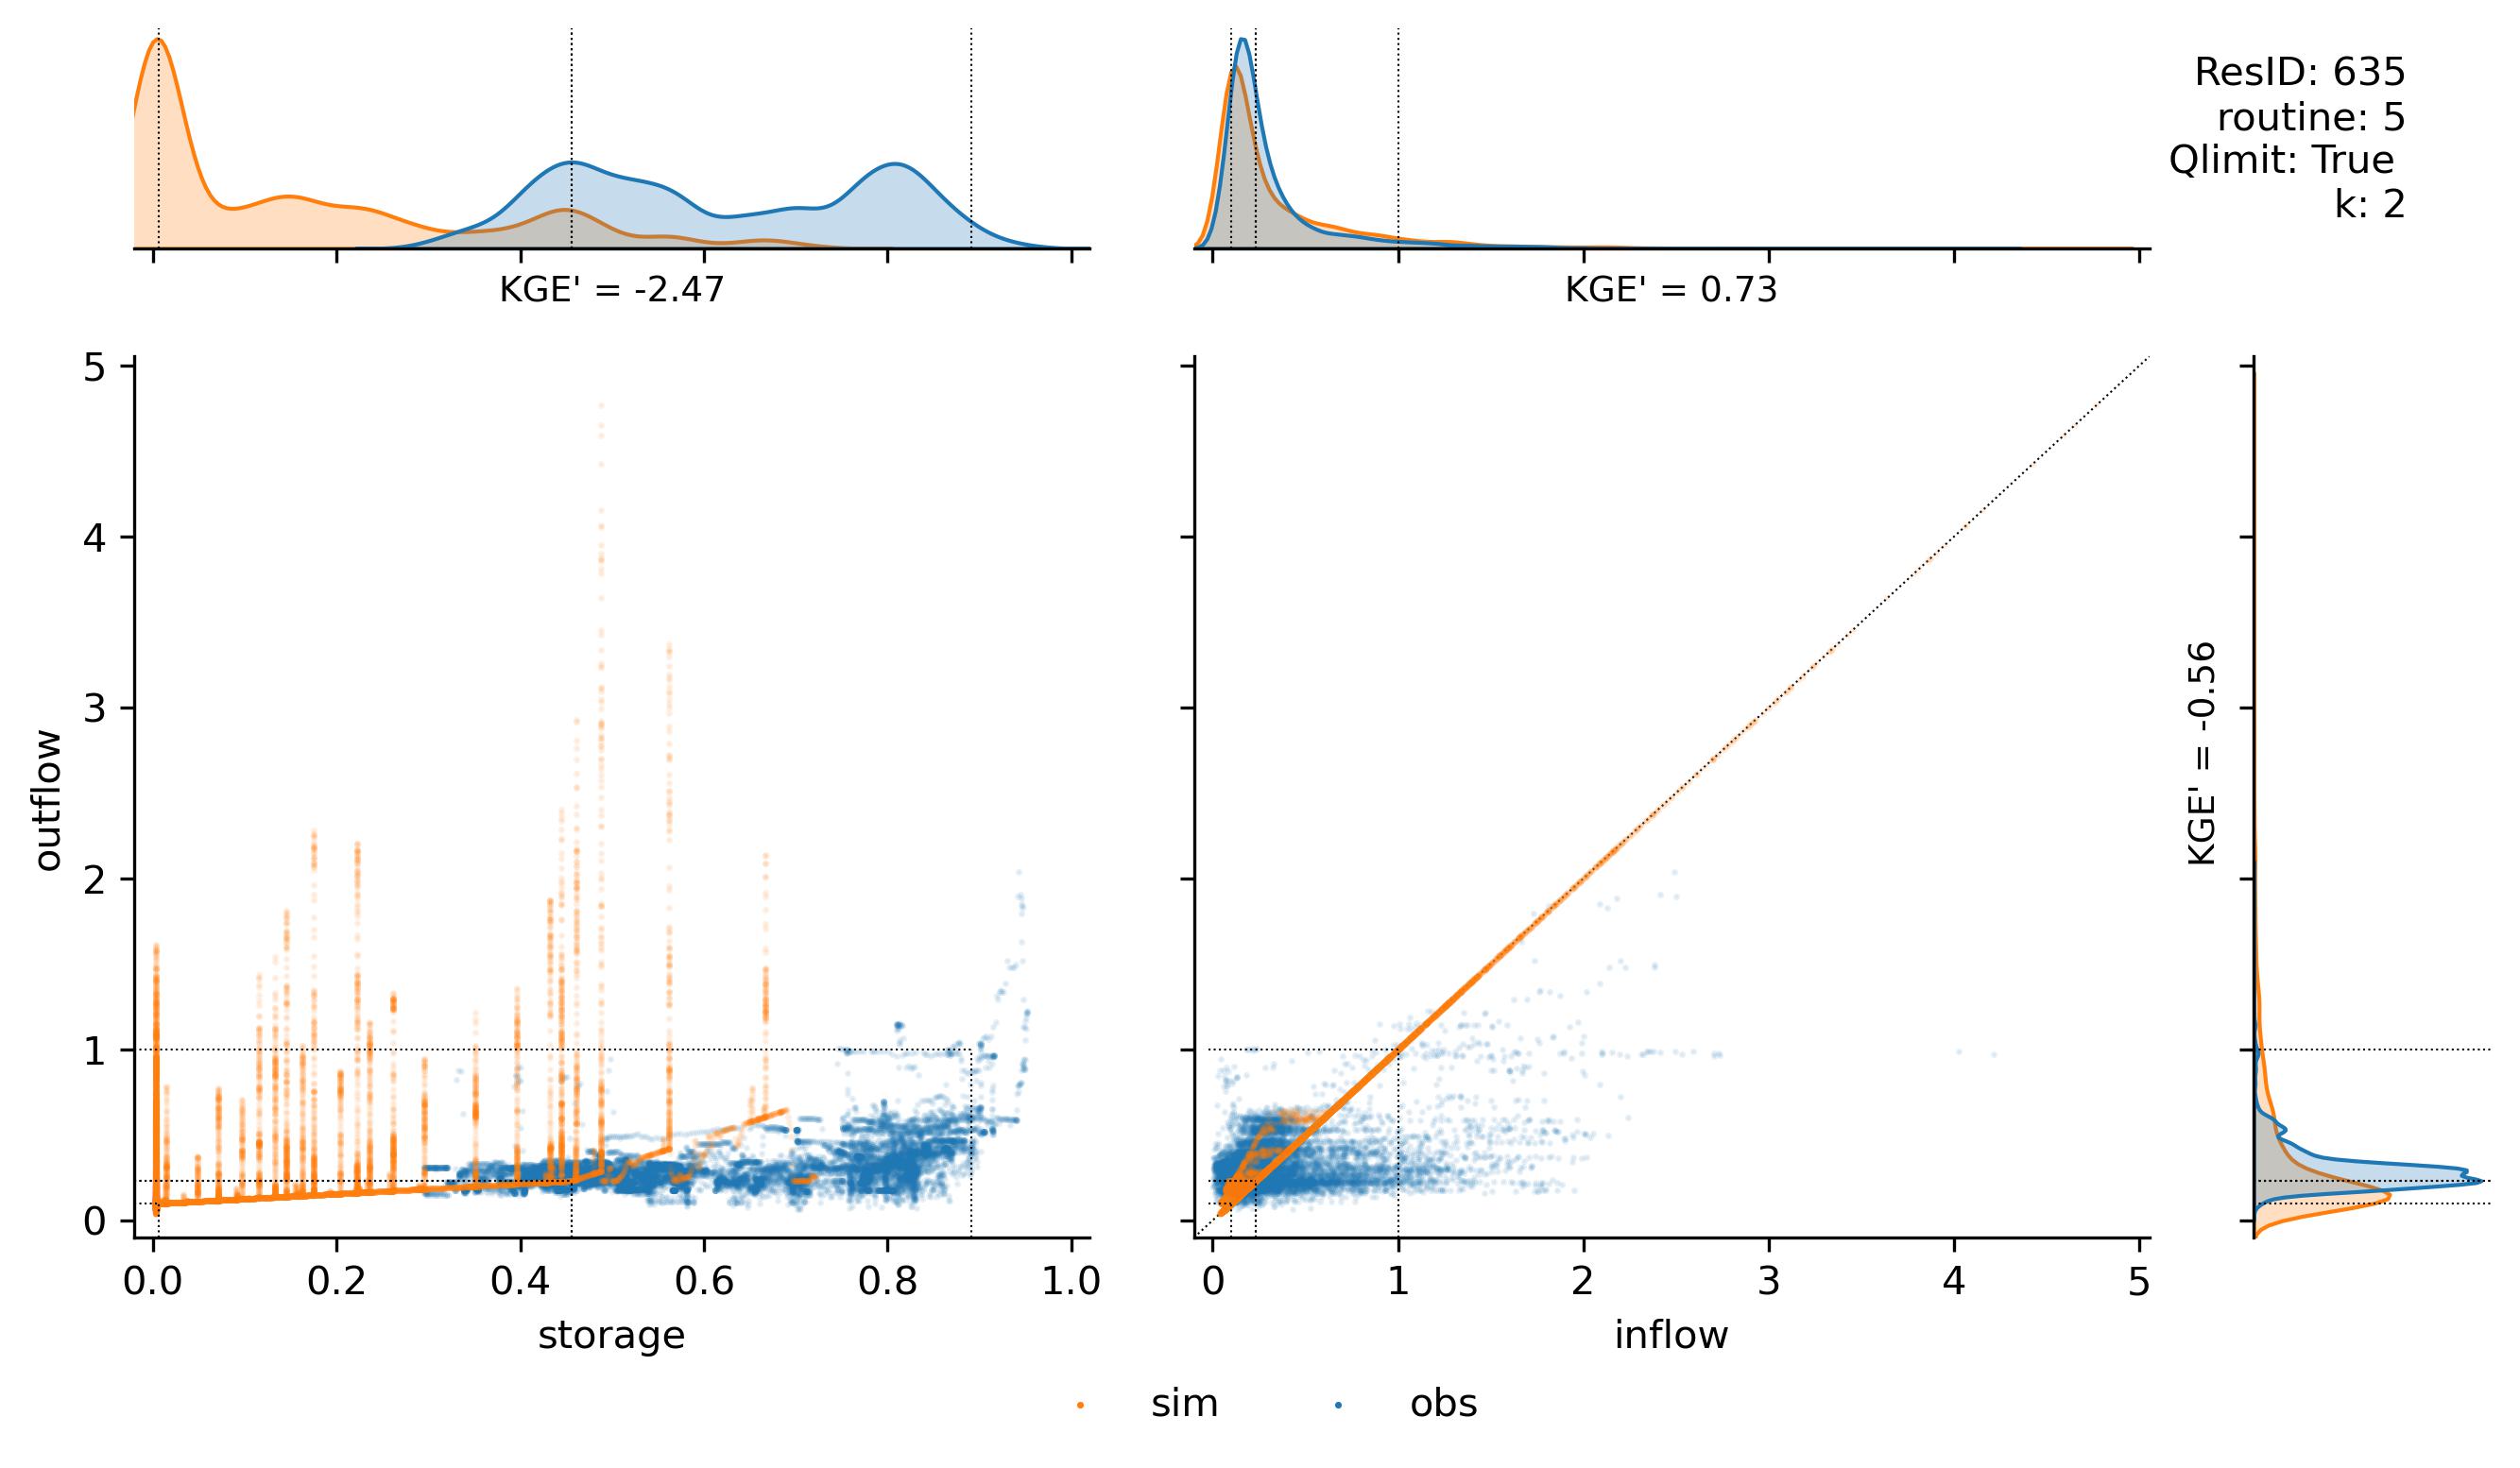 ResID: 635
routine: 5
Qlimit: True
k: 2
KGE' = -2.47
KGE' = 0.73
5
4
3
2
1
0
outflow
KGE' = -0.56
0.0 0.2 0.4 0.6 0.8 1.0
storage
0 1 2 3 4 5
inflow
sim obs